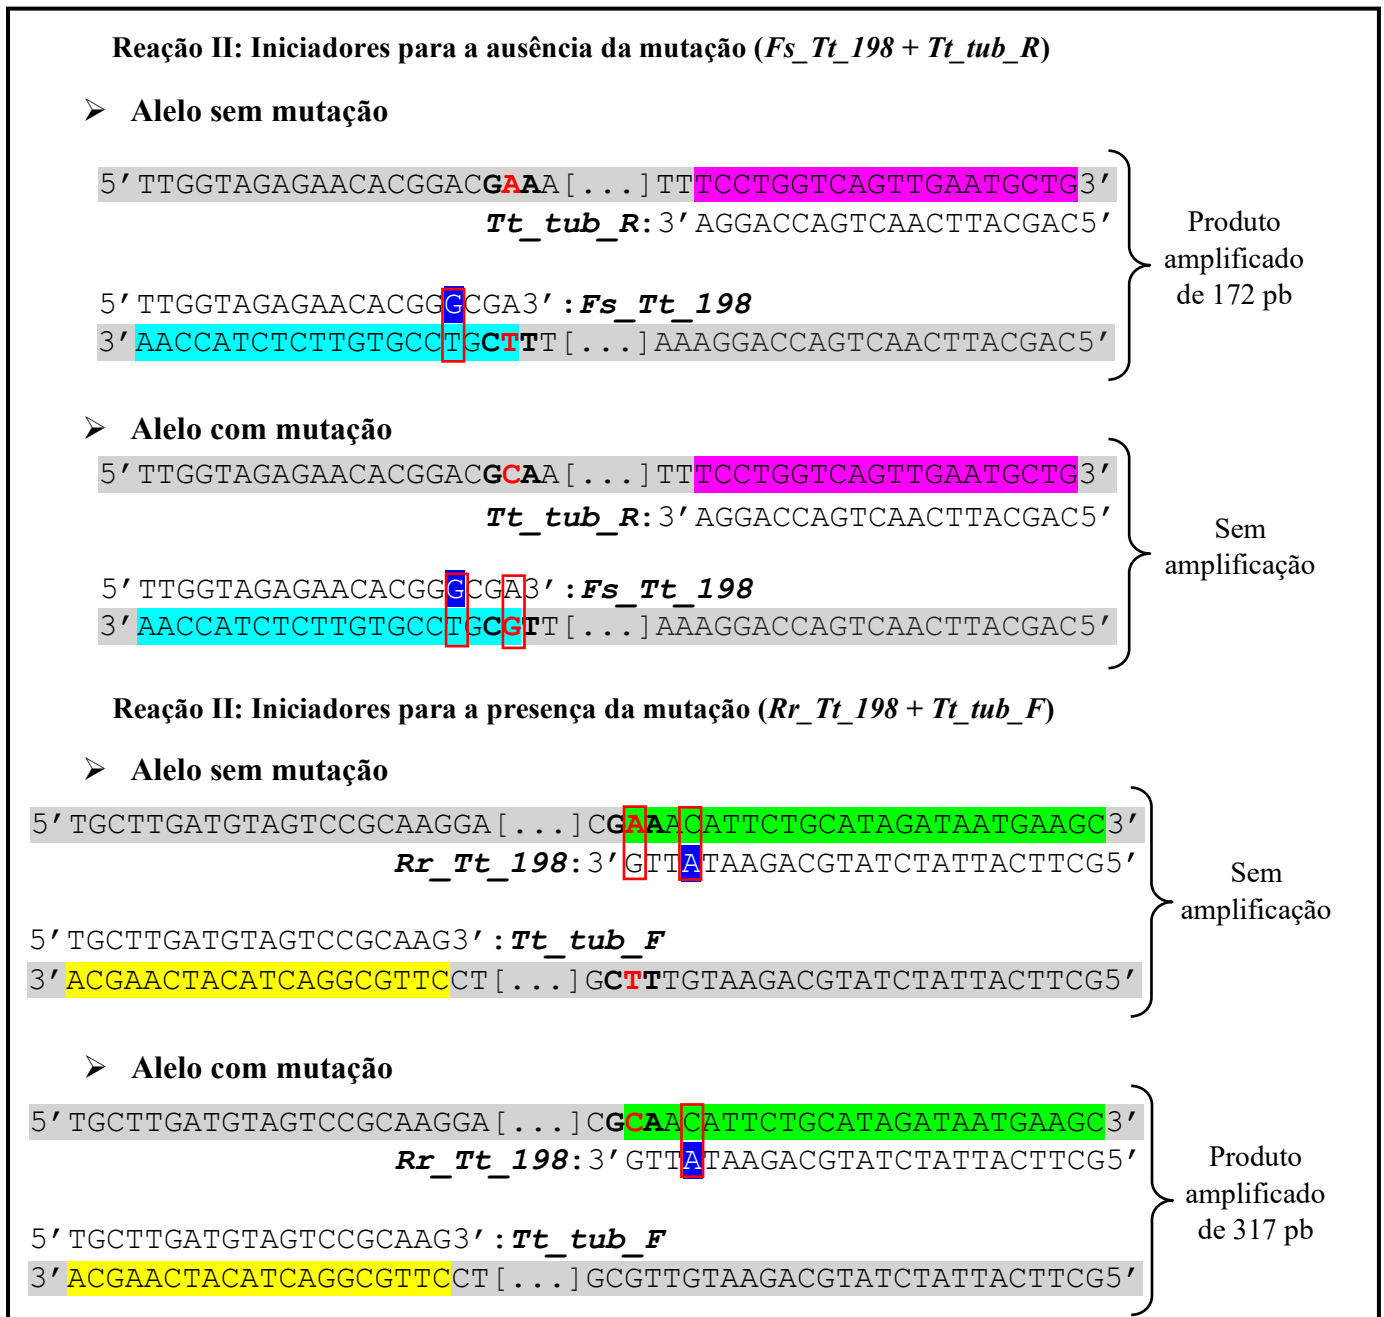 Reação II: Iniciadores para a ausência da mutação (Fs_Tt_198 + Tt_tub_R)
➢ Alelo sem mutação
5’TTGGTAGAGAACACGGACGAAA[...]TTTCCTGGTCAGTTGAATGCTG3’
Tt_tub_R:3’AGGACCAGTCAACTTACGAC5’
5’TTGGTAGAGAACACGGGCGA3’:Fs_Tt_198
3’AACCATCTCTTGTGCCTGCTTT[...]AAAGGACCAGTCAACTTACGAC5’
Produto
amplificado
de 172 pb
➢ Alelo com mutação
5’TTGGTAGAGAACACGGACGCAA[...]TTTCCTGGTCAGTTGAATGCTG3’
Tt_tub_R:3’AGGACCAGTCAACTTACGAC5’
5’TTGGTAGAGAACACGGGCGA3’:Fs_Tt_198
3’AACCATCTCTTGTGCCTGCGTT[...]AAAGGACCAGTCAACTTACGAC5’
Sem
amplificação
Reação II: Iniciadores para a presença da mutação (Rr_Tt_198 + Tt_tub_F)
➢ Alelo sem mutação
5’TGCTTGATGTAGTCCGCAAGGA[...]CGAAACATTCTGCATAGATAATGAAGC3’
Rr_Tt_198:3’GTTATAAGACGTATCTATTACTTCG5’
5’TGCTTGATGTAGTCCGCAAG3’:Tt_tub_F
3’ACGAACTACATCAGGCGTTCCT[...]GCTTTGTAAGACGTATCTATTACTTCG5’
Sem
amplificação
➢ Alelo com mutação
5’TGCTTGATGTAGTCCGCAAGGA[...]CGCAACATTCTGCATAGATAATGAAGC3’
Rr_Tt_198:3’GTTATAAGACGTATCTATTACTTCG5’
5’TGCTTGATGTAGTCCGCAAG3’:Tt_tub_F
3’ACGAACTACATCAGGCGTTCCT[...]GCGTTGTAAGACGTATCTATTACTTCG5’
Produto
amplificado
de 317 pb